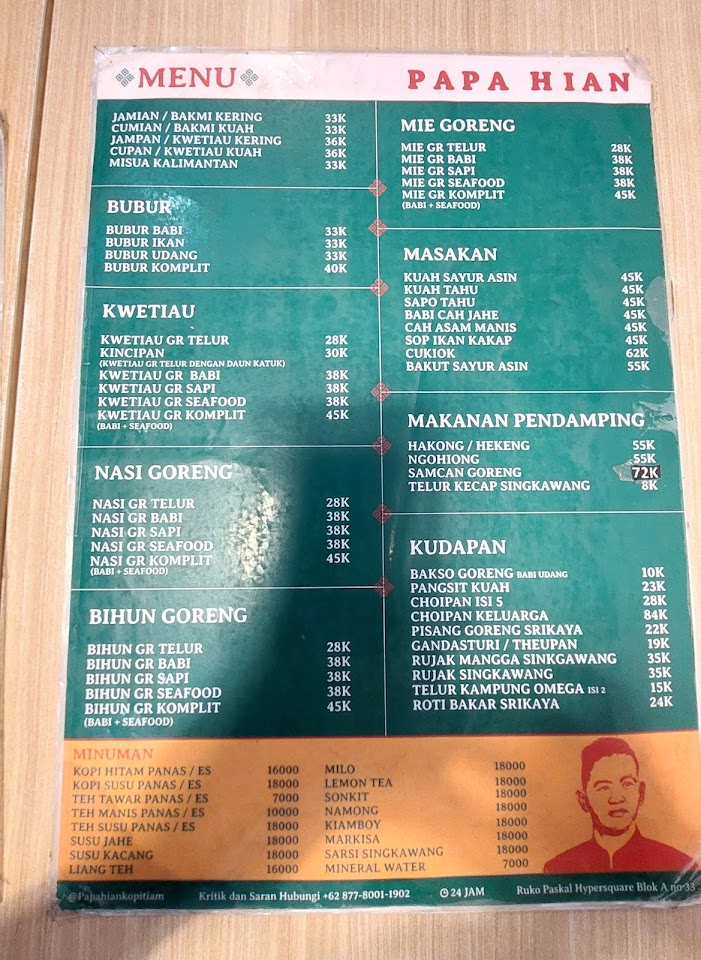 MENU
PAPA HIAN
JAMIAN / BAKMI KERING 33K
CUMIAN / BAKMI KUAH 33K
JAMPAN / KWETIAU KERING 36K
CUPAN / KWETIAU KUAH 36K
MISUA KALIMANTAN 33K
BUBUR
BUBUR BABI 33K
BUBUR IKAN 33K
BUBUR UDANG 33K
BUBUR KOMPLIT 40K
KWETIAU
KWETIAU GR TELUR 28K
KINCIPAN 30K
(KWETIAU GR TELUR DENGAN DAUN KATUK)
KWETIAU GR BABI 38K
KWETIAU GR SAPI 38K
KWETIAU GR SEAFOOD 38K
KWETIAU GR KOMPLIT 45K
(BABI + SEAFOOD)
NASI GORENG
NASI GR TELUR 28K
NASI GR BABI 38K
NASI GR SAPI 38K
NASI GR SEAFOOD 38K
NASI GR KOMPLIT 45K
(BABI + SEAFOOD)
BIHUN GORENG
BIHUN GR TELUR 28K
BIHUN GR BABI 38K
BIHUN GR SAPI 38K
BIHUN GR SEAFOOD 38K
BIHUN GR KOMPLIT 45K
(BABI + SEAFOOD)
MIE GORENG
MIE GR TELUR 28K
MIE GR BABI 38K
MIE GR SAPI 38K
MIE GR SEAFOOD 38K
MIE GR KOMPLIT 45K
(BABI + SEAFOOD)
MASAKAN
KUAH SAYUR ASIN 45K
KUAH TAHU 45K
SAPO TAHU 45K
BABI CAH JAHE 45K
CAH ASAM MANIS 45K
SOP IKAN KAKAP 45K
CUKIOK 62K
BAKUT SAYUR ASIN 55K
MAKANAN PENDAMPING
HAKONG / HEKENG 55K
NGOHIONG 55K
SAMCAN GORENG 72K
TELUR KECAP SINGKAWANG 8K
KUDAPAN
BAKSO GORENG BABI UDANG 10K
PANGSIT KUAH 23K
CHOIPAN ISI 5 28K
CHOIPAN KELUARGA 84K
PISANG GORENG SRIKAYA 22K
GANDASTURI / THEUPAN 19K
RUJAK MANGGA SINKGAWANG 35K
RUJAK SINGKAWANG 35K
TELUR KAMPUNG OMEGA ISI 2 15K
ROTI BAKAR SRIKAYA 24K
MINUMAN
KOPI HITAM PANAS / ES 16000
KOPI SUSU PANAS / ES 18000
TEH TAWAR PANAS / ES 7000
TEH MANIS PANAS / ES 10000
TEH SUSU PANAS / ES 18000
SUSU JAHE 18000
SUSU KACANG 18000
LIANG TEH 16000
MILO 18000
LEMON TEA 18000
SONKIT 18000
NAMONG 18000
KIAMBOY 18000
MARKISA 18000
SARSI SINGKAWANG 18000
MINERAL WATER 7000
@Papahiankopitiam Kritik dan Saran Hubungi +62 877-8001-1902 24 JAM Ruko Paskal Hypersquare Blok A no 33